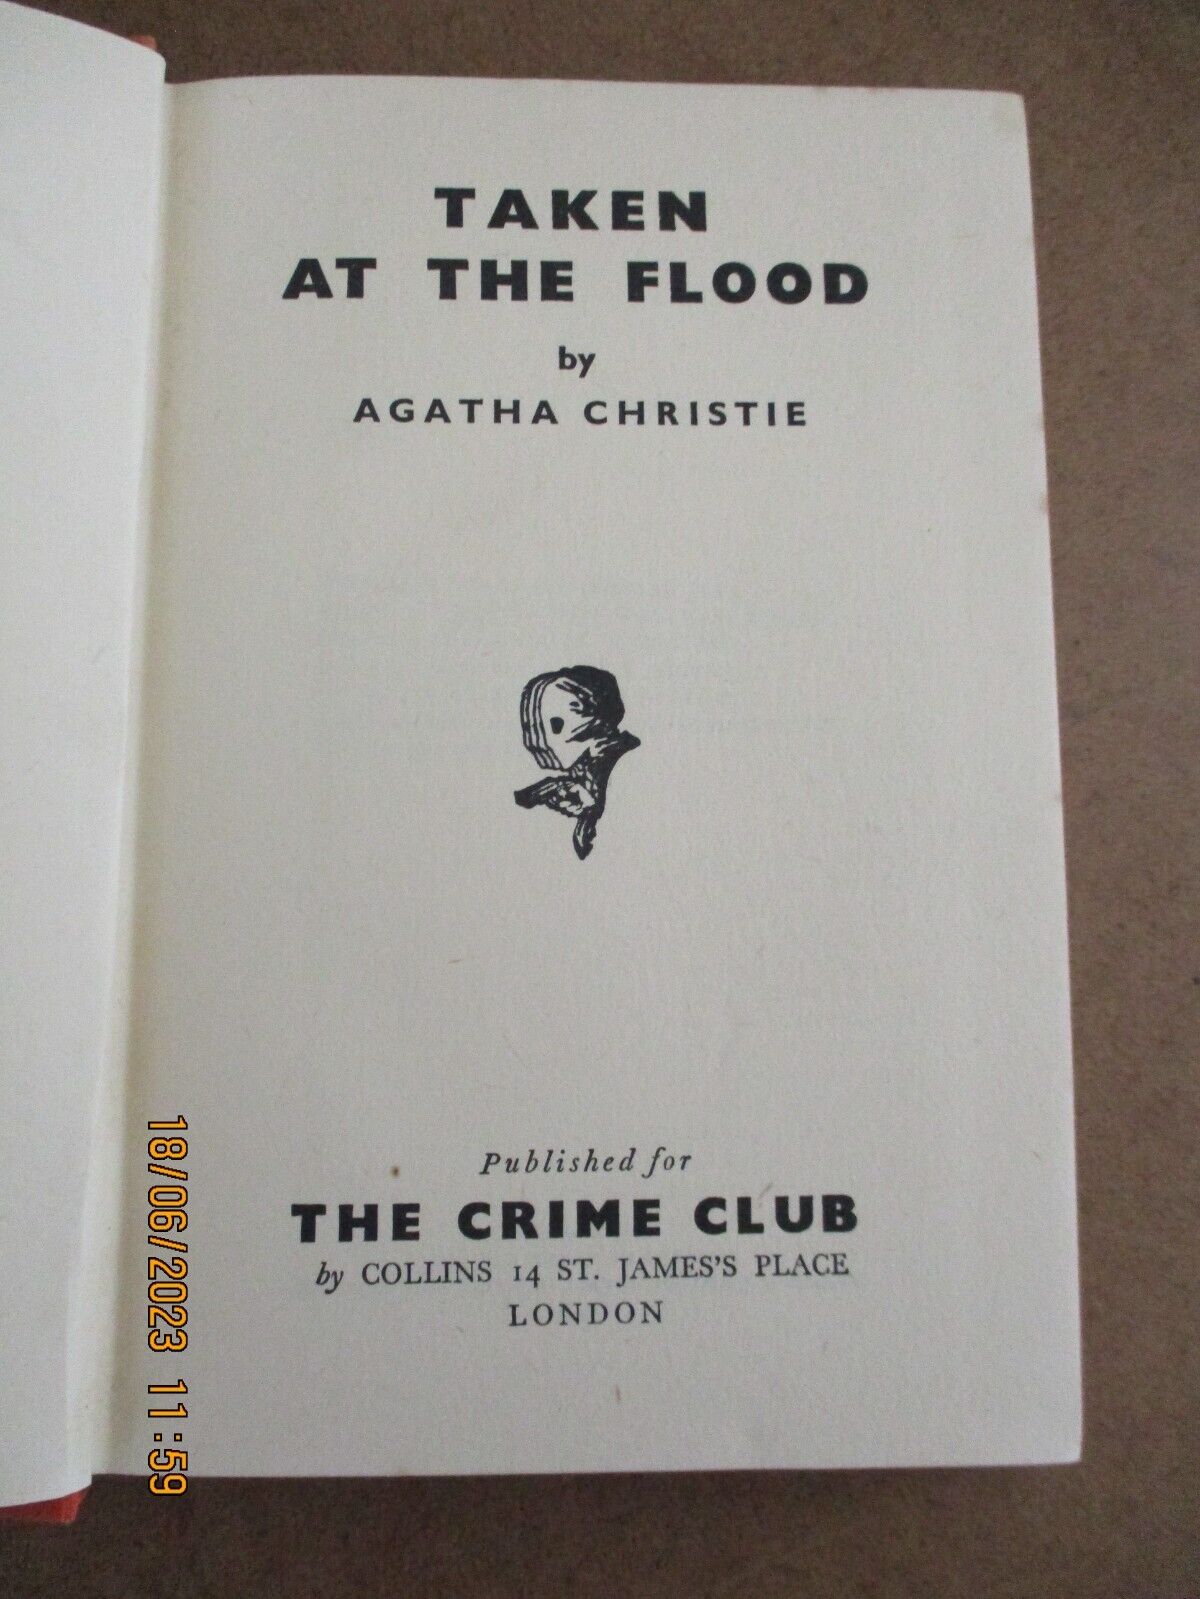 TAKEN
AT THE FLOOD
by
AGATHA CHRISTIE
Published for
THE CRIME CLUB
by COLLINS 14 ST. JAMES'S PLACE
LONDON
18/06/2023 11:59